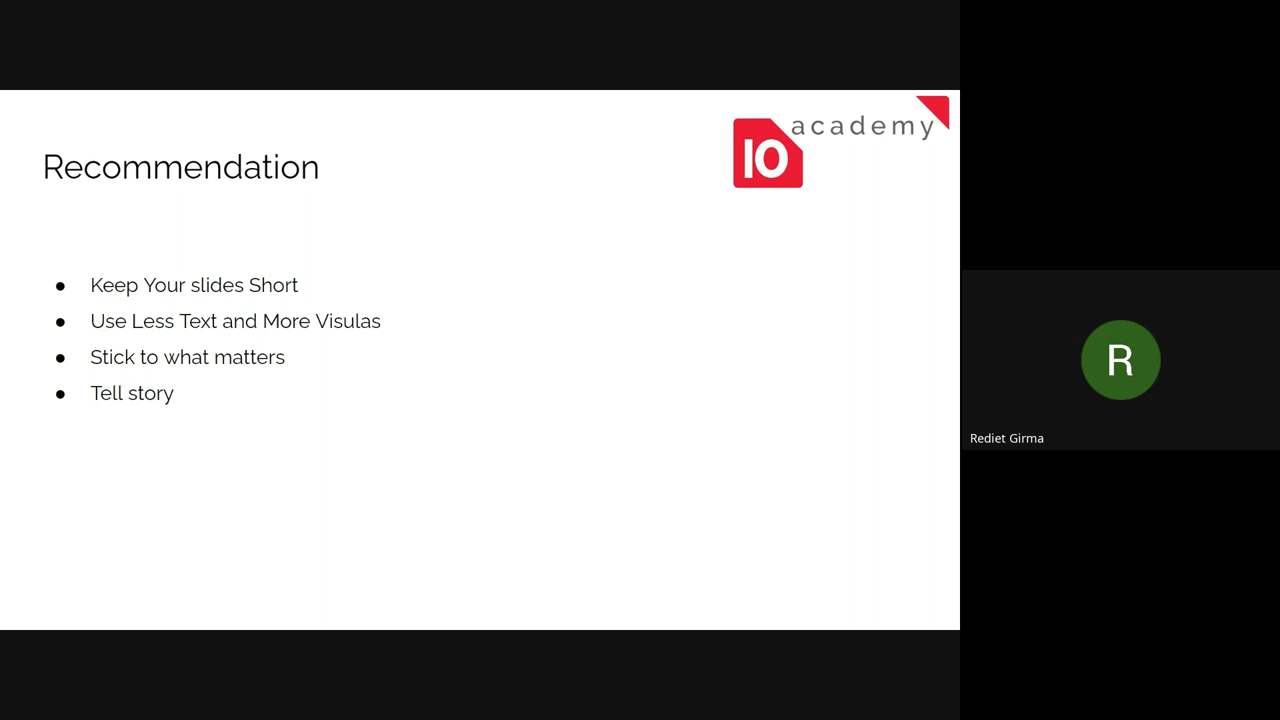 academy
10
Recommendation
● Keep Your slides Short
● Use Less Text and More Visulas
● Stick to what matters
● Tell story
R
Rediet Girma